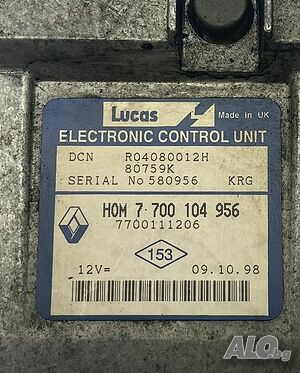 Lucas
Made in UK
ELECTRONIC CONTROL UNIT
DCN R04080012H
80759K
SERIAL No 580956 KRG
HOM 7 700 104 956
7700111206
153
12V= 09.10.98
ALO.bg